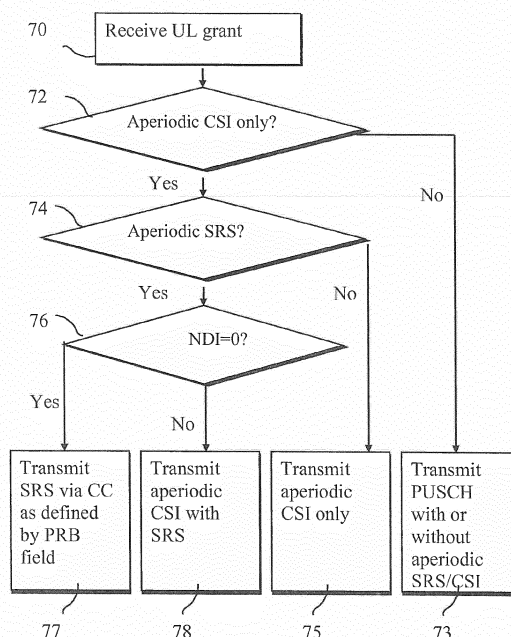 70
Receive UL grant
72
Aperiodic CSI only?
Yes
No
74
Aperiodic SRS?
Yes
No
76
NDI=0?
Yes
No
Transmit
SRS via CC
as defined
by PRB
field
Transmit
aperiodic
CSI with
SRS
Transmit
aperiodic
CSI only
Transmit
PUSCH
with or
without
aperiodic
SRS/CSI
77
78
75
73